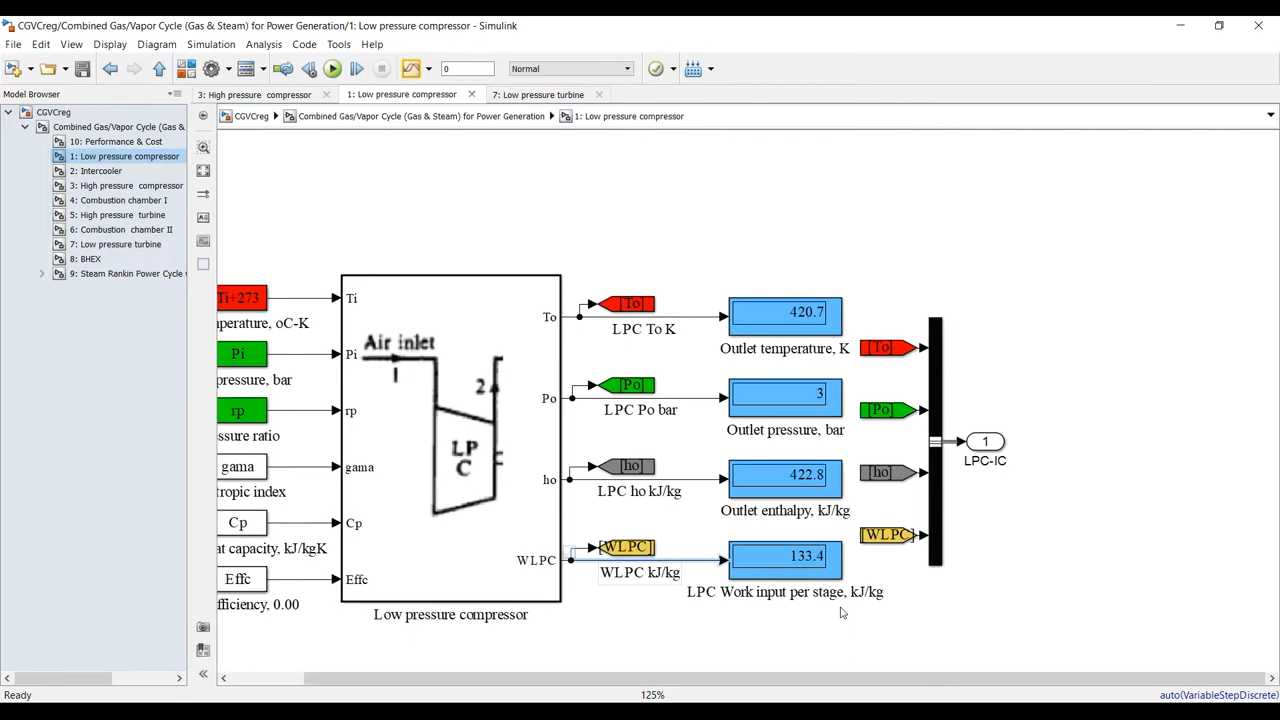 CGVCreg/Combined Gas/Vapor Cycle (Gas & Steam) for Power Generation/1: Low pressure compressor - Simulink
File Edit View Display Diagram Simulation Analysis Code Tools Help
0 Normal
Model Browser
3: High pressure compressor
1: Low pressure compressor
7: Low pressure turbine
CGVCreg
Combined Gas/Vapor Cycle (Gas & Steam) for Power Generation
1: Low pressure compressor
CGVCreg
Combined Gas/Vapor Cycle (Gas &
10: Performance & Cost
1: Low pressure compressor
2: Intercooler
3: High pressure compressor
4: Combustion chamber I
5: High pressure turbine
6: Combustion chamber II
7: Low pressure turbine
8: BHEX
9: Steam Rankin Power Cycle
Ti+273
perature, oC-K
Pi
pressure, bar
rp
ssure ratio
gama
tropic index
Cp
at capacity, kJ/kgK
Effc
fficiency, 0.00
Ti
Pi
rp
gama
Cp
Effc
Air inlet
1
2
LP
C
To
Po
ho
WLPC
Low pressure compressor
[To]
LPC To K
[Po]
LPC Po bar
[ho]
LPC ho kJ/kg
[WLPC]
WLPC kJ/kg
420.7
Outlet temperature, K
3
Outlet pressure, bar
422.8
Outlet enthalpy, kJ/kg
133.4
LPC Work input per stage, kJ/kg
[To]
[Po]
[ho]
[WLPC]
1
LPC-IC
Ready
125%
auto(VariableStepDiscrete)